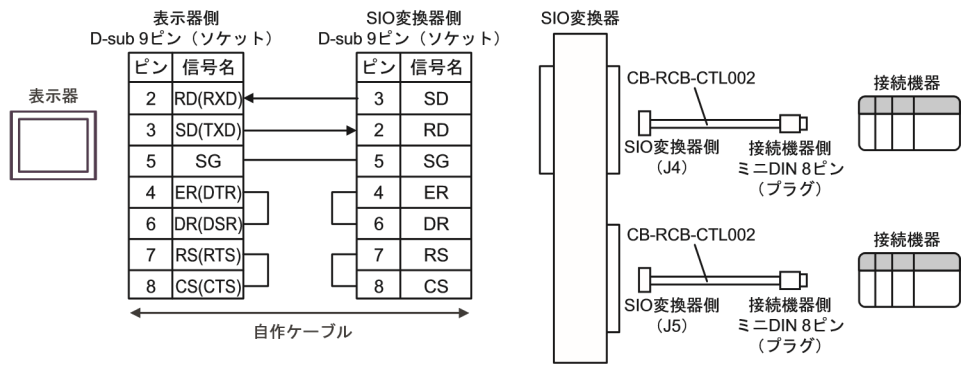 表示器側
D-sub 9ピン（ソケット）
SIO変換器側
D-sub 9ピン（ソケット）
SIO変換器
表示器
ピン 信号名
2 RD(RXD)
3 SD(TXD)
5 SG
4 ER(DTR)
6 DR(DSR)
7 RS(RTS)
8 CS(CTS)
ピン 信号名
3 SD
2 RD
5 SG
4 ER
6 DR
7 RS
8 CS
自作ケーブル
CB-RCB-CTL002
SIO変換器側
（J4）
接続機器側
ミニDIN 8ピン
（プラグ）
接続機器
CB-RCB-CTL002
SIO変換器側
（J5）
接続機器側
ミニDIN 8ピン
（プラグ）
接続機器